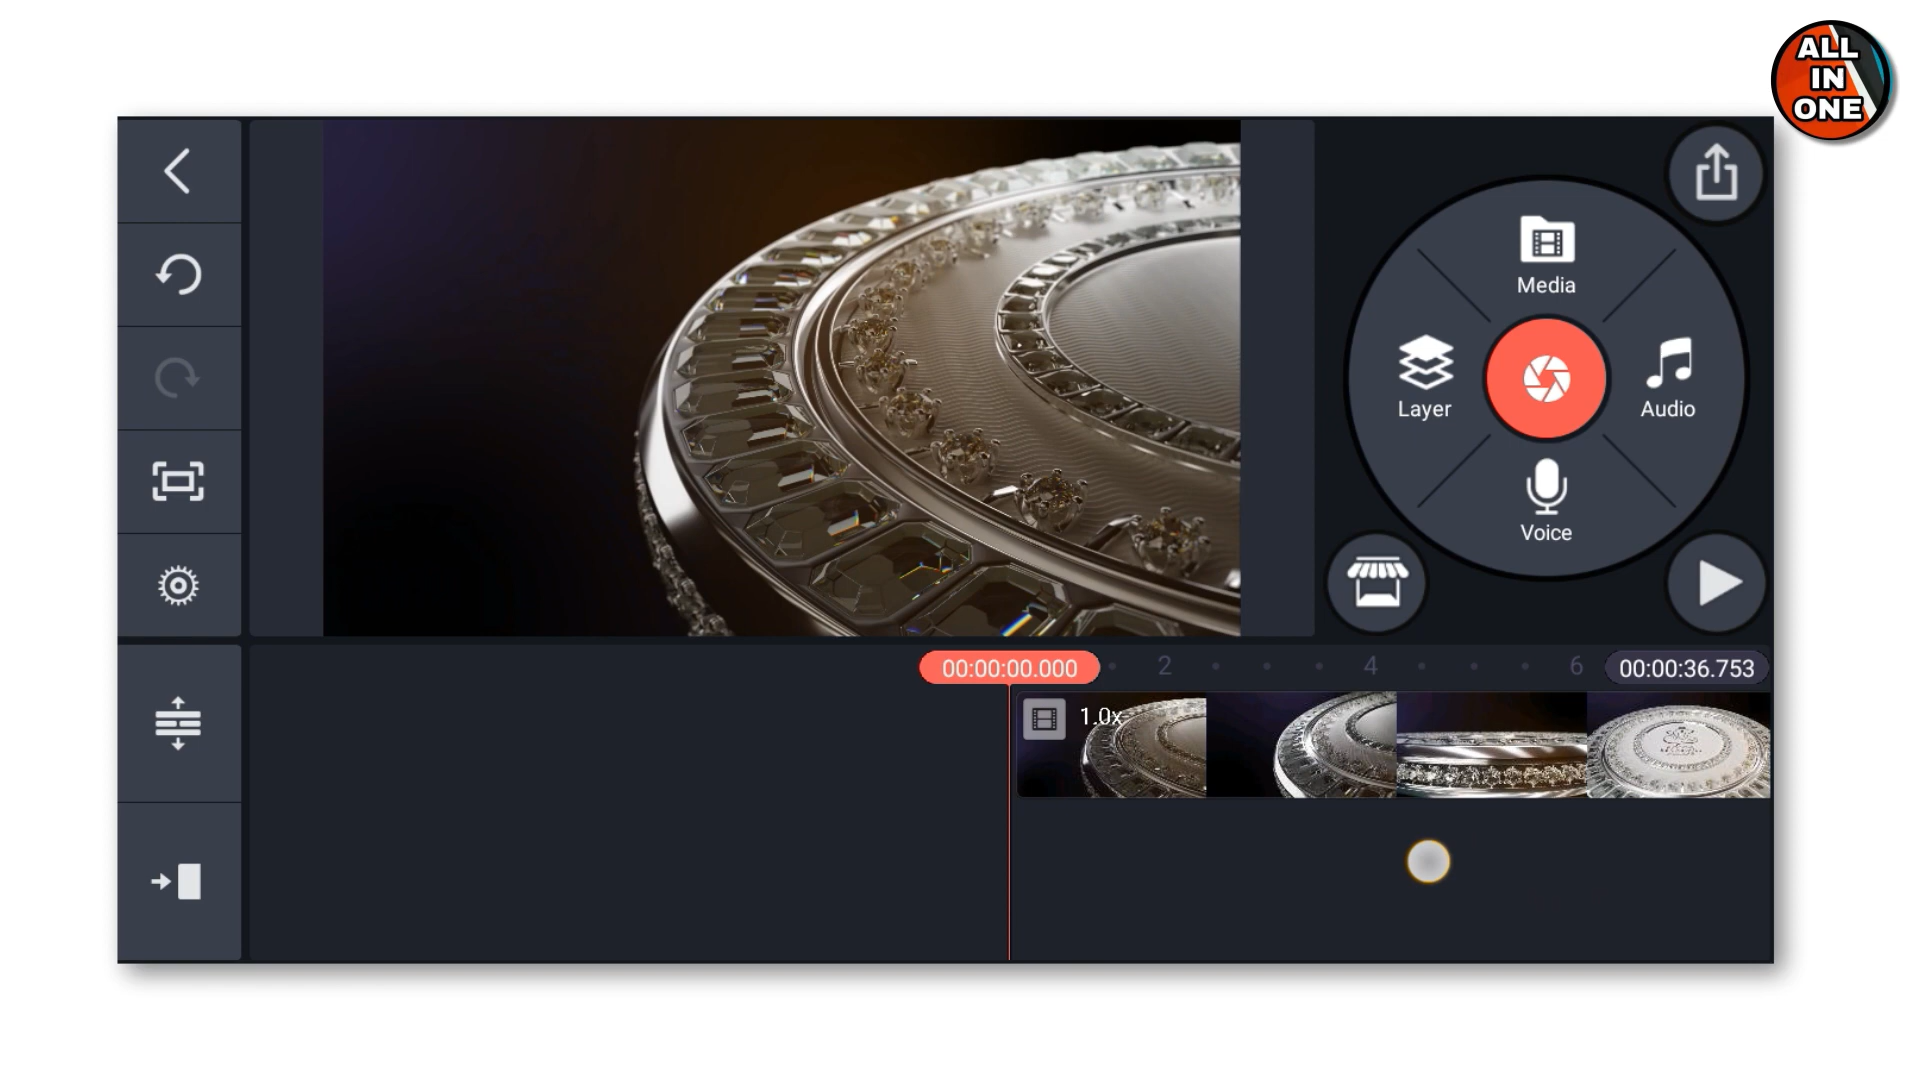 ALL
IN
ONE
Media
Layer
Audio
Voice
00:00:00.000
2
4
6
00:00:36.753
1.0x